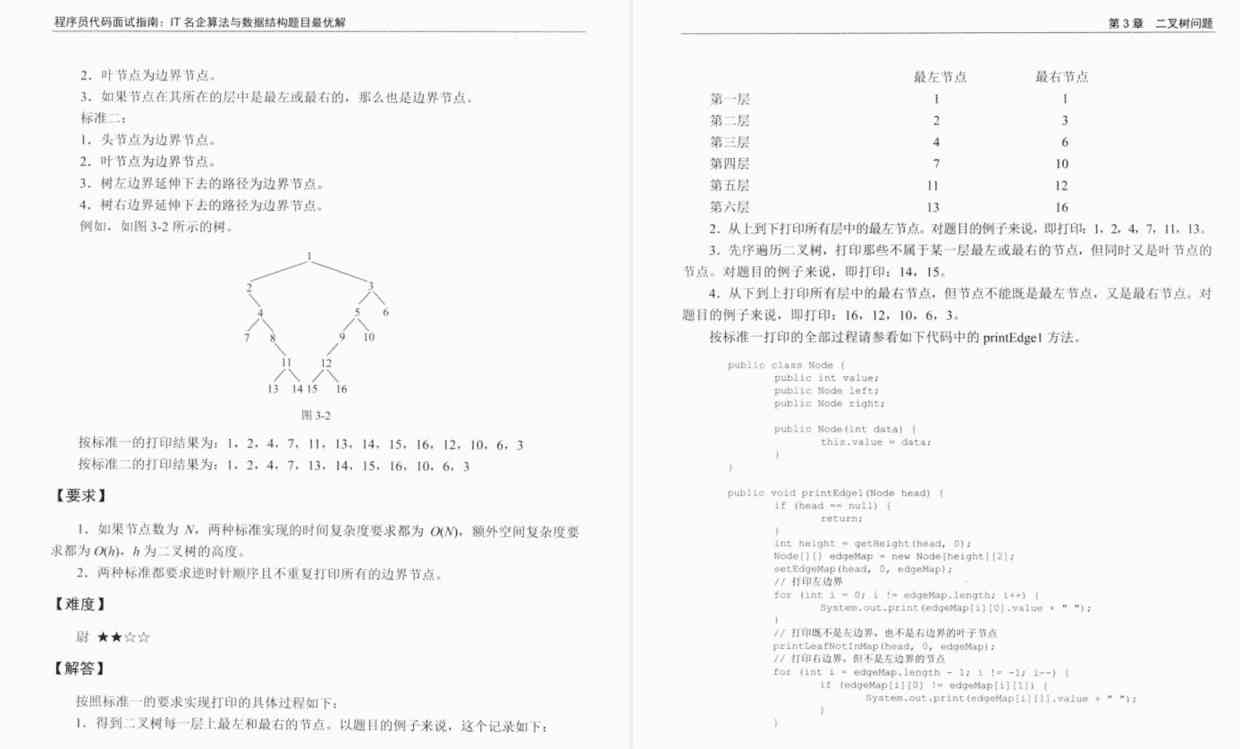 程序员代码面试指南：IT 名企算法与数据结构题目最优解
2．叶节点为边界节点。
3．如果节点在其所在的层中是最左或最右的，那么也是边界节点。
标准二：
1．头节点为边界节点。
2．叶节点为边界节点。
3．树左边界延伸下去的路径为边界节点。
4．树右边界延伸下去的路径为边界节点。
例如，如图 3-2 所示的树。
1
2 3
4 5 6
7 8 9 10
11 12
13 14 15 16
图 3-2
按标准一的打印结果为：1，2，4，7，11，13，14，15，16，12，10，6，3
按标准二的打印结果为：1，2，4，7，13，14，15，16，10，6，3
【要求】
1．如果节点数为 N，两种标准实现的时间复杂度要求都为 O(N)，额外空间复杂度要
求都为 O(h)，h 为二叉树的高度。
2．两种标准都要求逆时针顺序且不重复打印所有的边界节点。
【难度】
尉 ★★☆☆
【解答】
按照标准一的要求实现打印的具体过程如下：
1．得到二叉树每一层上最左和最右的节点。以题目的例子来说，这个记录如下：
第 3 章 二叉树问题
最左节点 最右节点
第一层 1 1
第二层 2 3
第三层 4 6
第四层 7 10
第五层 11 12
第六层 13 16
2．从上到下打印所有层中的最左节点。对题目的例子来说，即打印：1，2，4，7，11，13。
3．先序遍历二叉树，打印那些不属于某一层最左或最右的节点，但同时又是叶节点的
节点。对题目的例子来说，即打印：14，15。
4．从下到上打印所有层中的最右节点，但节点不能既是最左节点，又是最右节点。对
题目的例子来说，即打印：16，12，10，6，3。
按标准一打印的全部过程请参看如下代码中的 printEdge1 方法。
public class Node {
public int value;
public Node left;
public Node right;
public Node(int data) {
this.value = data;
}
}
public void printEdge1(Node head) {
if (head == null) {
return;
}
int height = getHeight(head, 0);
Node[][] edgeMap = new Node[height][2];
setEdgeMap(head, 0, edgeMap);
// 打印左边界
for (int i = 0; i != edgeMap.length; i++) {
System.out.print(edgeMap[i][0].value + " ");
}
// 打印既不是左边界，也不是右边界的叶子节点
printLeafNotInMap(head, 0, edgeMap);
// 打印右边界，但不是左边界的节点
for (int i = edgeMap.length - 1; i != -1; i--) {
if (edgeMap[i][0] != edgeMap[i][1]) {
System.out.print(edgeMap[i][1].value + " ");
}
}